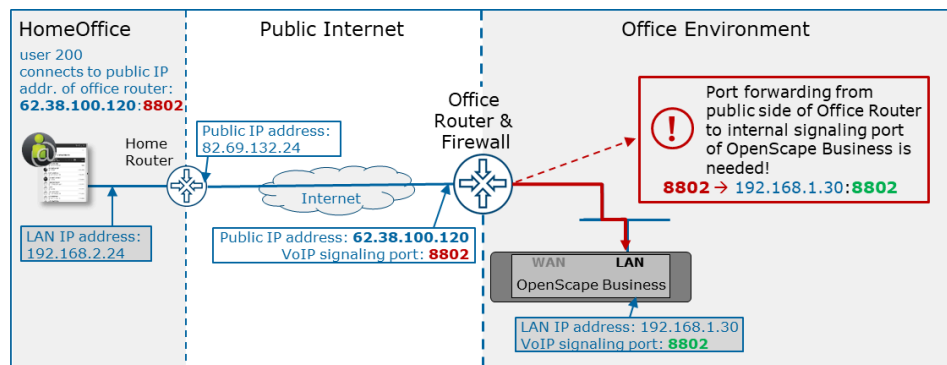 HomeOffice
user 200
connects to public IP
addr. of office router:
62.38.100.120:8802
Home
Router
LAN IP address:
192.168.2.24
Public Internet
Public IP address:
82.69.132.24
Internet
Public IP address: 62.38.100.120
VoIP signaling port: 8802
Office
Router &
Firewall
Office Environment
!
Port forwarding from
public side of Office Router
to internal signaling port
of OpenScape Business is
needed!
8802 → 192.168.1.30:8802
WAN LAN
OpenScape Business
LAN IP address: 192.168.1.30
VoIP signaling port: 8802